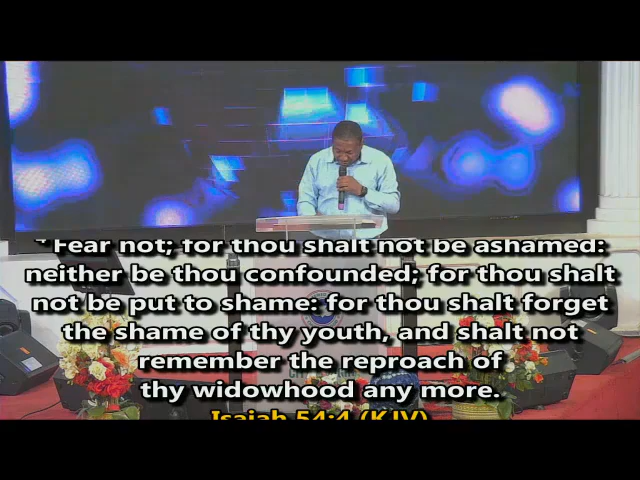 " Fear not; for thou shalt not be ashamed:
neither be thou confounded; for thou shalt
not be put to shame: for thou shalt forget
the shame of thy youth, and shalt not
remember the reproach of
thy widowhood any more.
Isaiah 54:4 (KJV)